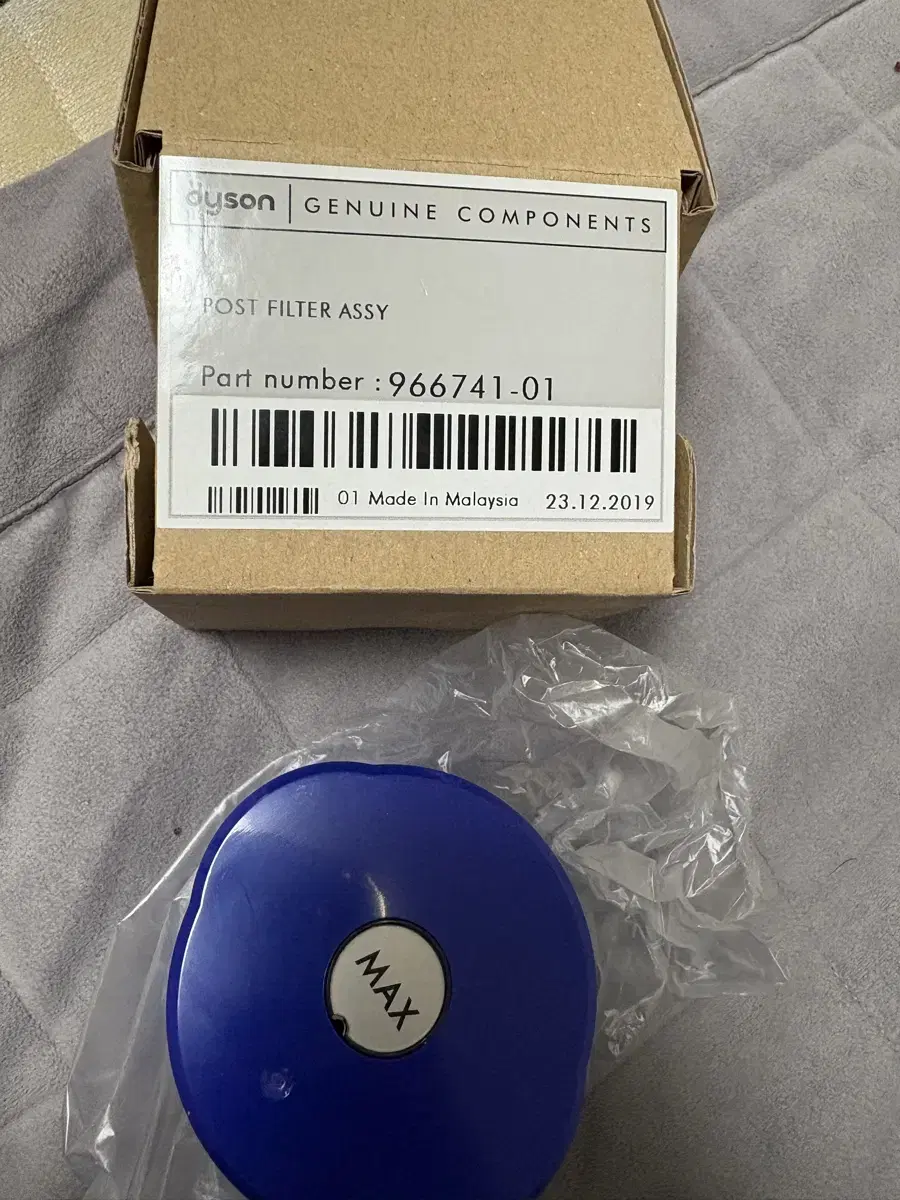 dyson | GENUINE COMPONENTS
POST FILTER ASSY
Part number : 966741-01
01 Made In Malaysia 23.12.2019
MAX